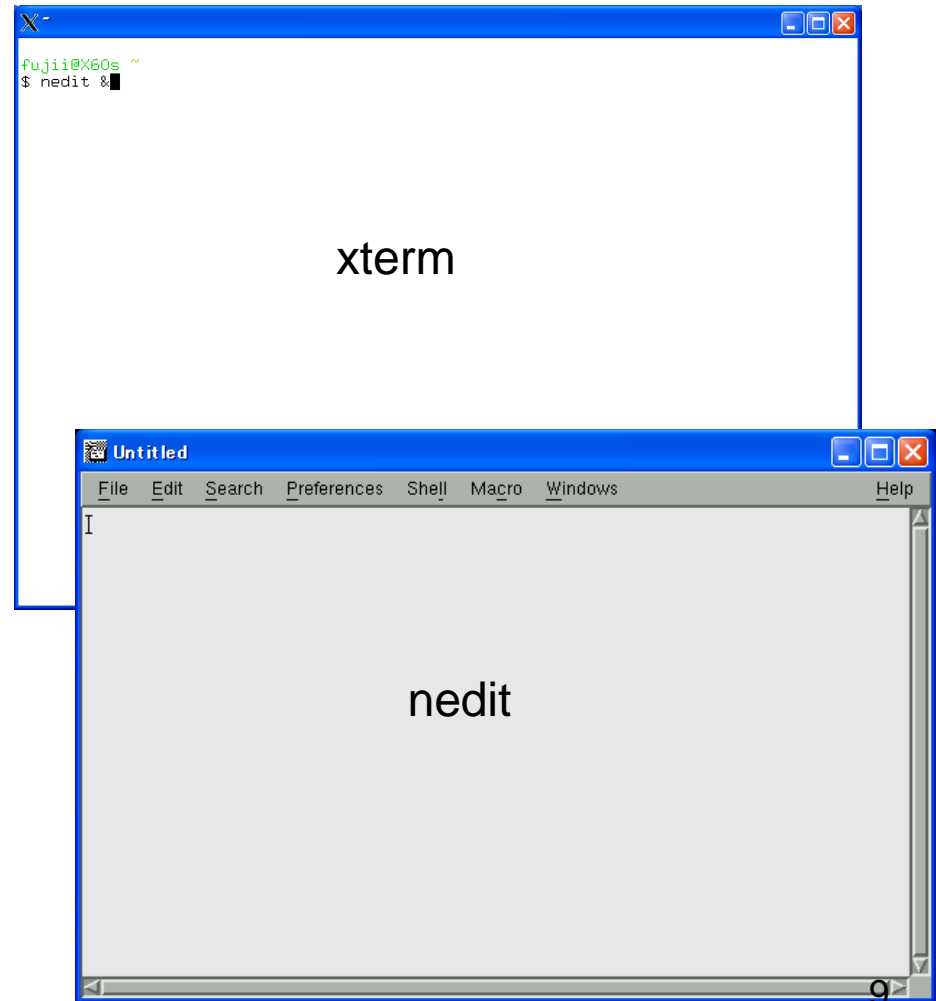 ~
fujii@X60s ~
$ nedit &
xterm
Untitled
File Edit Search Preferences Shell Macro Windows Help
nedit
9